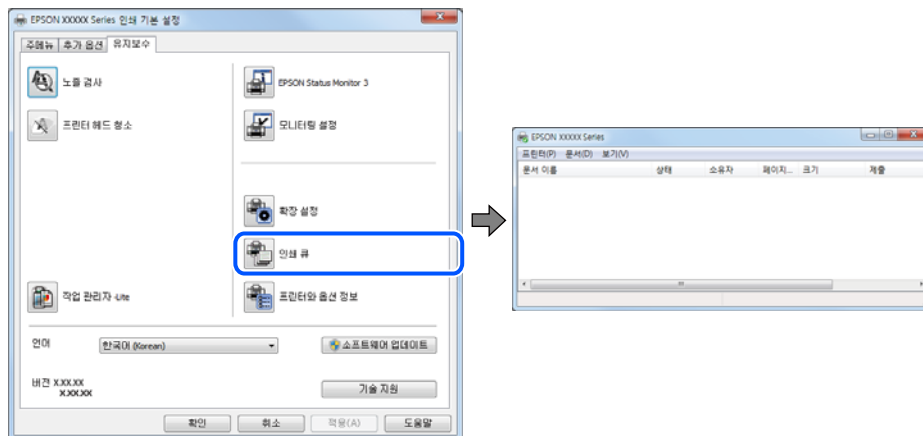 EPSON XXXXX Series 인쇄 기본 설정
주메뉴 추가 옵션 유지보수
노즐 검사
EPSON Status Monitor 3
프린터 헤드 청소
모니터링 설정
확장 설정
인쇄 큐
작업 관리자 -Lite
프린터와 옵션 정보
언어
한국어 (Korean)
소프트웨어 업데이트
버전 X.XX.XX
X.XX.XX
기술 지원
확인
취소
적용(A)
도움말
EPSON XXXXX Series
프린터(P) 문서(D) 보기(V)
문서 이름 상태 소유자 페이지... 크기 제출